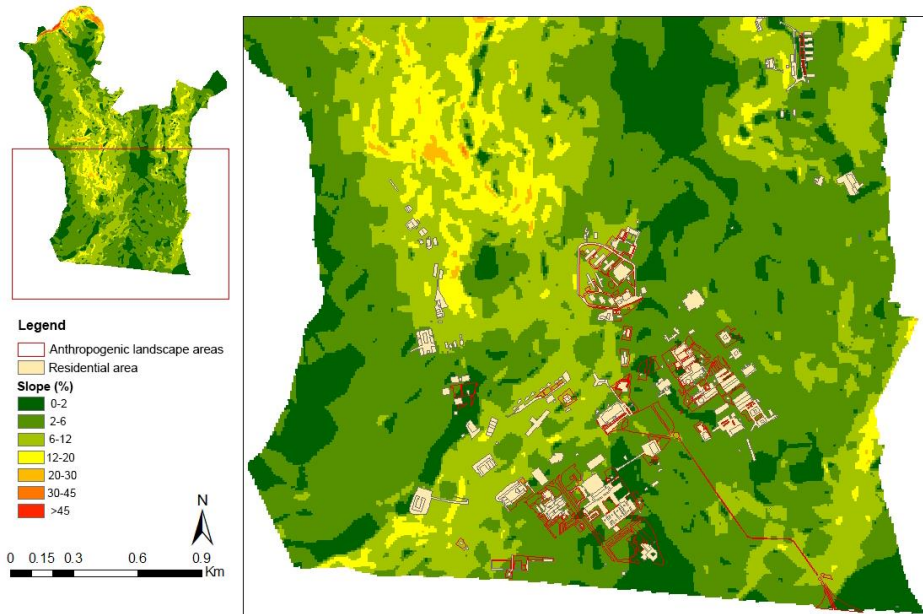 Legend
Anthropogenic landscape areas
Residential area
Slope (%)
0-2
2-6
6-12
12-20
20-30
30-45
>45
N
0 0.15 0.3 0.6 0.9
Km